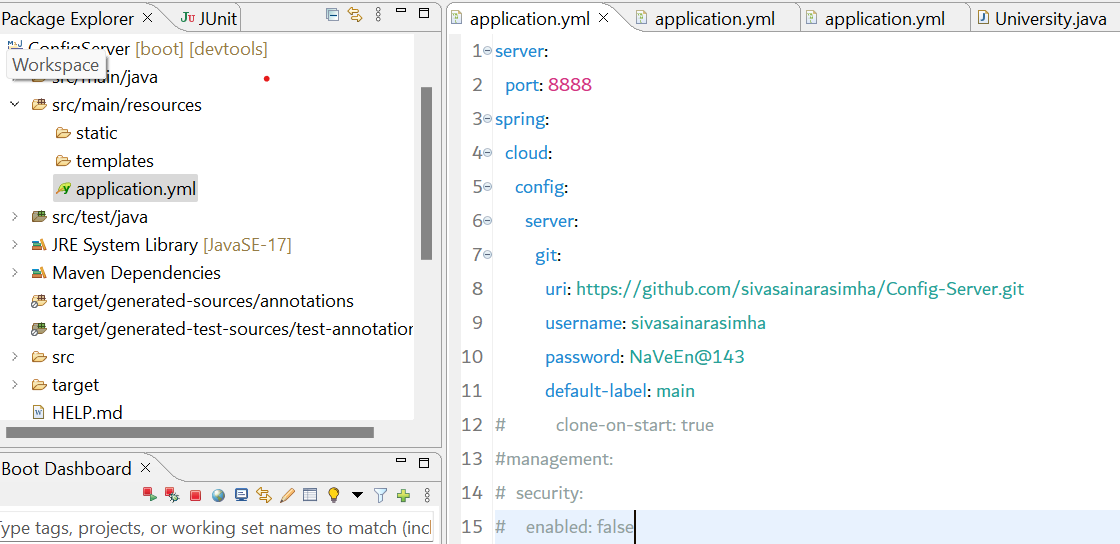 Package Explorer
JUnit
ConfigServer [boot] [devtools]
Workspace
src/main/java
src/main/resources
static
templates
application.yml
src/test/java
JRE System Library [JavaSE-17]
Maven Dependencies
target/generated-sources/annotations
target/generated-test-sources/test-annotation
src
target
HELP.md
Boot Dashboard
Type tags, projects, or working set names to match (incl
application.yml
application.yml
application.yml
University.java
1 server:
2 port: 8888
3 spring:
4 cloud:
5 config:
6 server:
7 git:
8 uri: https://github.com/sivasainarasimha/Config-Server.git
9 username: sivasainarasimha
10 password: NaVeEn@143
11 default-label: main
12 # clone-on-start: true
13 #management:
14 # security:
15 # enabled: false